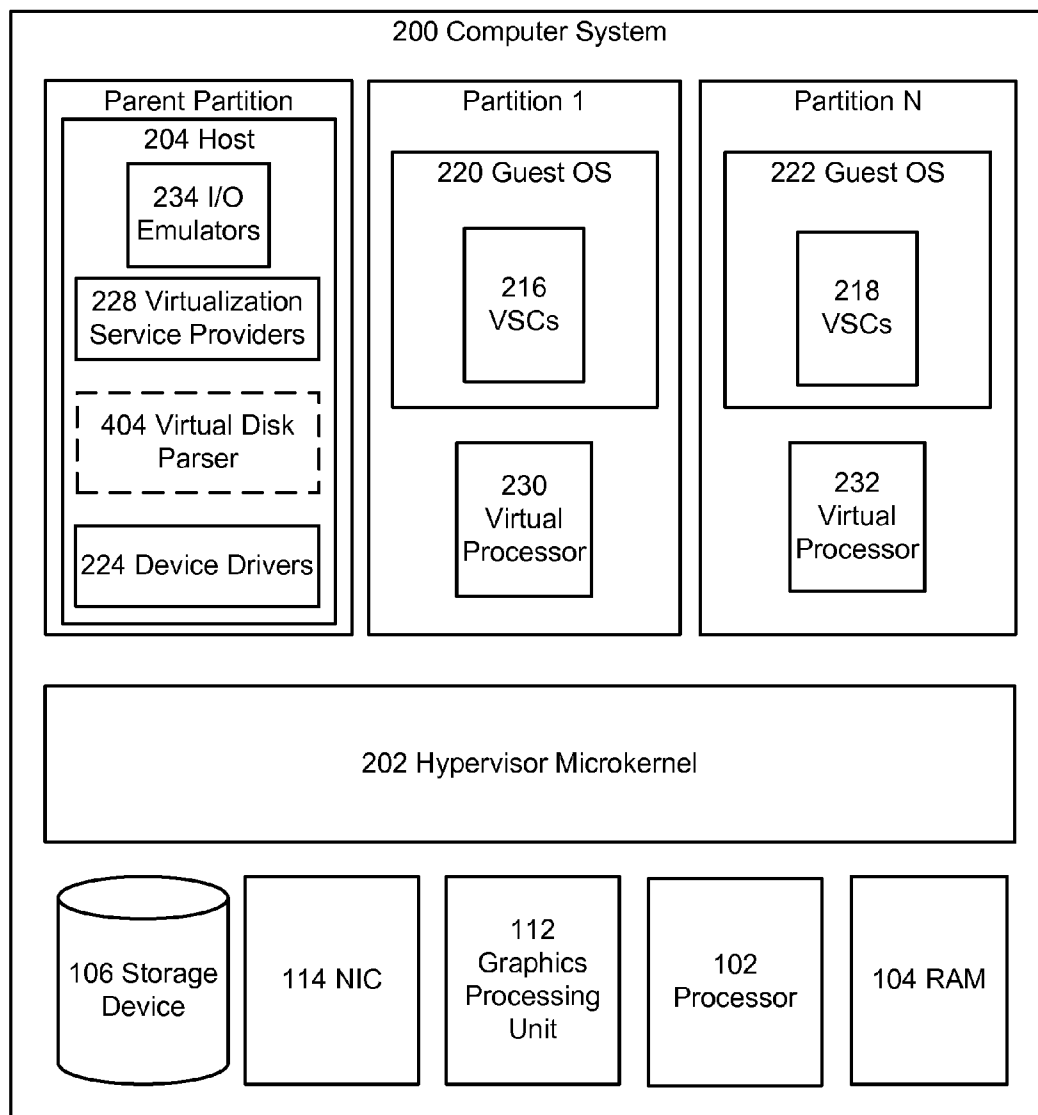 200 Computer System
Parent Partition
204 Host
234 I/O
Emulators
228 Virtualization
Service Providers
404 Virtual Disk
Parser
224 Device Drivers
Partition 1
220 Guest OS
216
VSCs
230
Virtual
Processor
Partition N
222 Guest OS
218
VSCs
232
Virtual
Processor
202 Hypervisor Microkernel
106 Storage
Device
114 NIC
112
Graphics
Processing
Unit
102
Processor
104 RAM